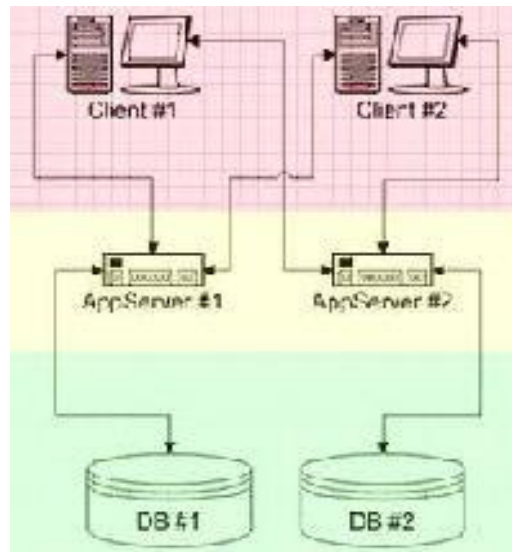 Client #1
Client #2
AppServer #1
AppServer #2
DB #1
DB #2